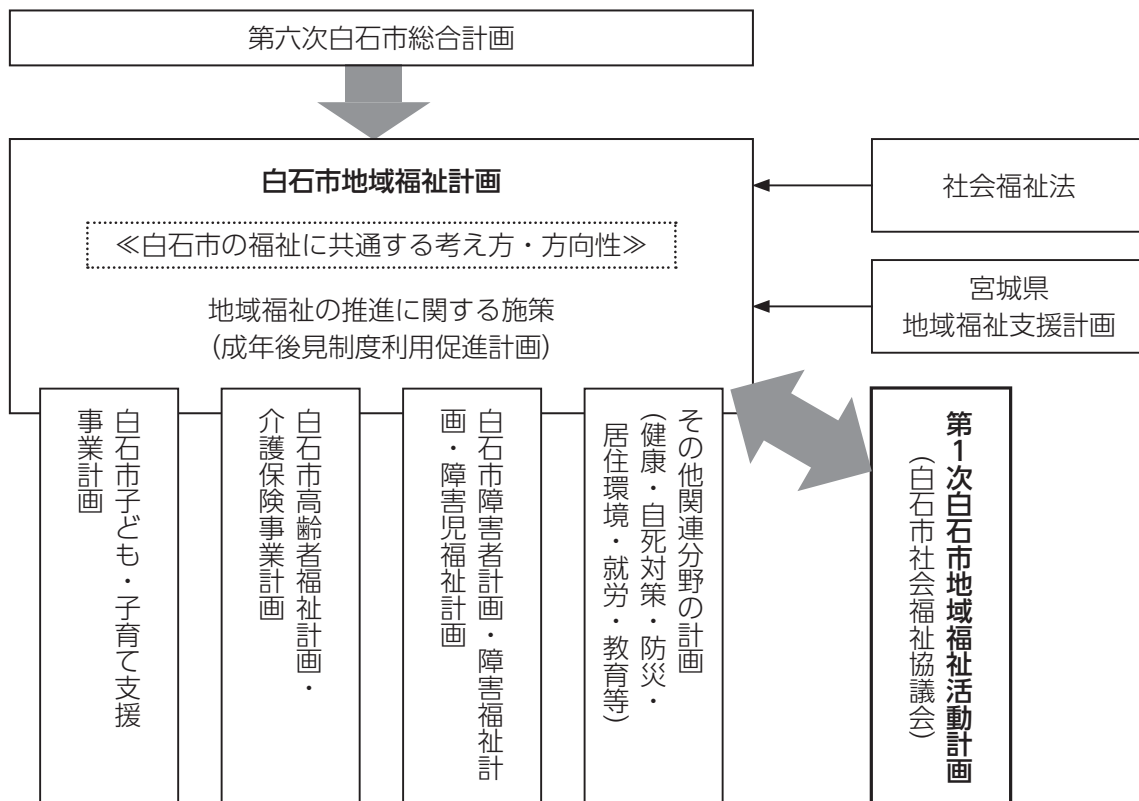 第六次白石市総合計画
白石市地域福祉計画
≪白石市の福祉に共通する考え方・方向性≫
地域福祉の推進に関する施策
(成年後見制度利用促進計画)
社会福祉法
宮城県
地域福祉支援計画
白石市子ども・子育て支援
事業計画
白石市高齢者福祉計画・
介護保険事業計画
白石市障害者計画・障害福祉計
画・障害児福祉計画
その他関連分野の計画
(健康・自死対策・防災・
居住環境・就労・教育等)
第1次白石市地域福祉活動計画
(白石市社会福祉協議会)